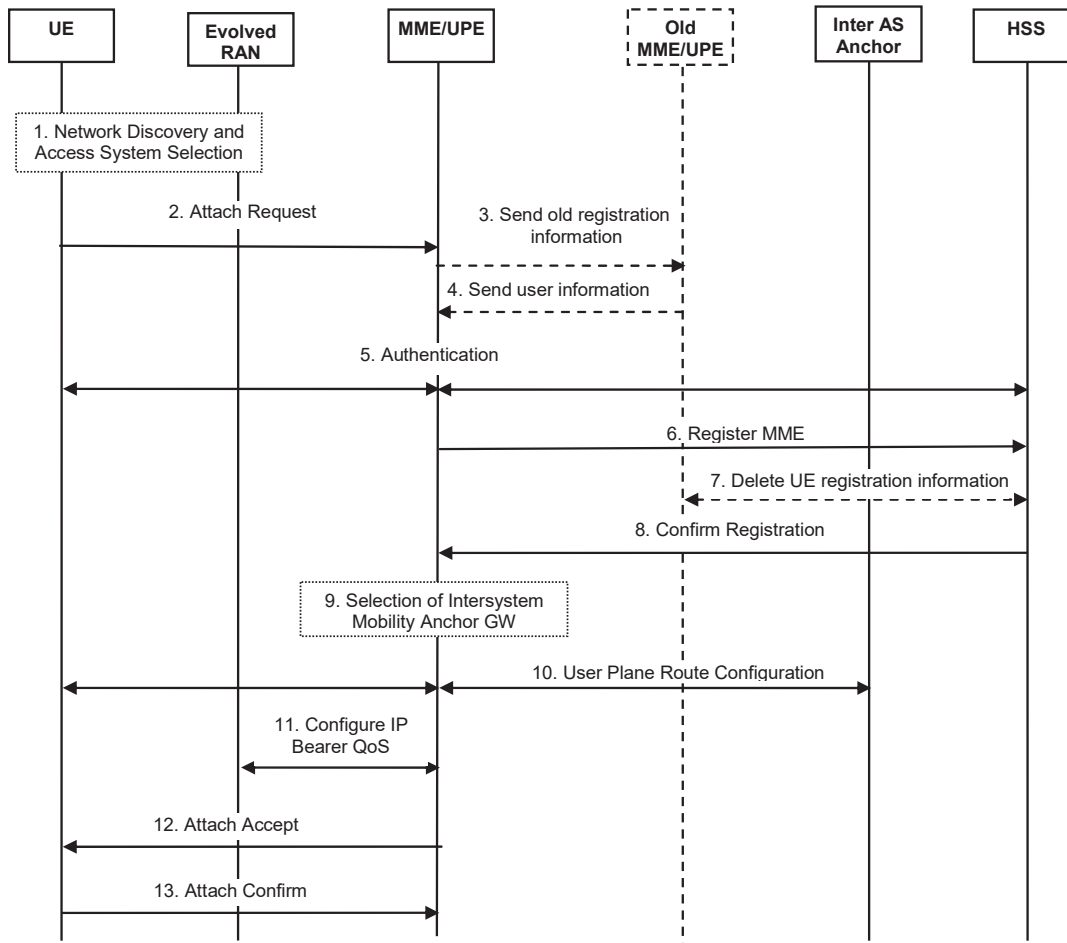 UE
Evolved
RAN
MME/UPE
Old
MME/UPE
Inter AS
Anchor
HSS
1. Network Discovery and
Access System Selection
2. Attach Request
3. Send old registration
information
4. Send user information
5. Authentication
6. Register MME
7. Delete UE registration information
8. Confirm Registration
9. Selection of Intersystem
Mobility Anchor GW
10. User Plane Route Configuration
11. Configure IP
Bearer QoS
12. Attach Accept
13. Attach Confirm